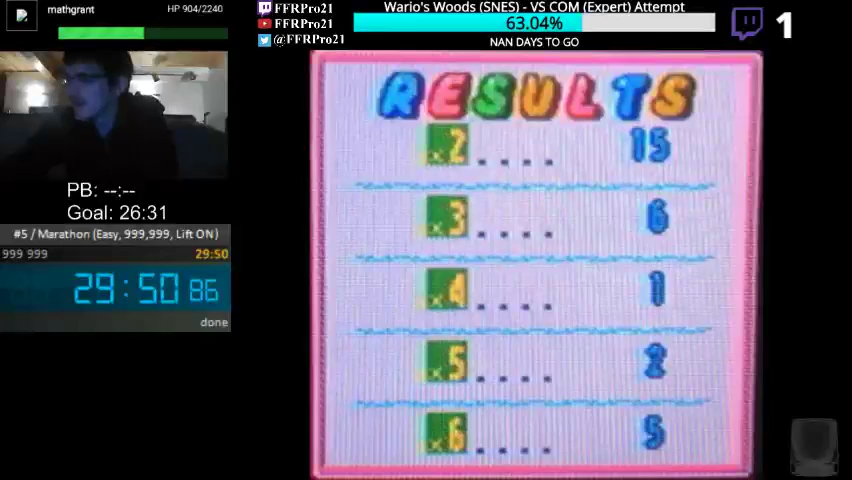 mathgrant HP 904/2240
FFRPro21
FFRPro21
@FFRPro21
Wario's Woods (SNES) - VS COM (Expert) Attempt
63.04%
NAN DAYS TO GO
1
PB: --:--
Goal: 26:31
#5 / Marathon (Easy, 999,999, Lift ON)
999 999 29:50
29:50 86
done
RESULTS
x2 .... 15
x3 .... 6
x4 .... 1
x5 .... 2
x6 .... 5